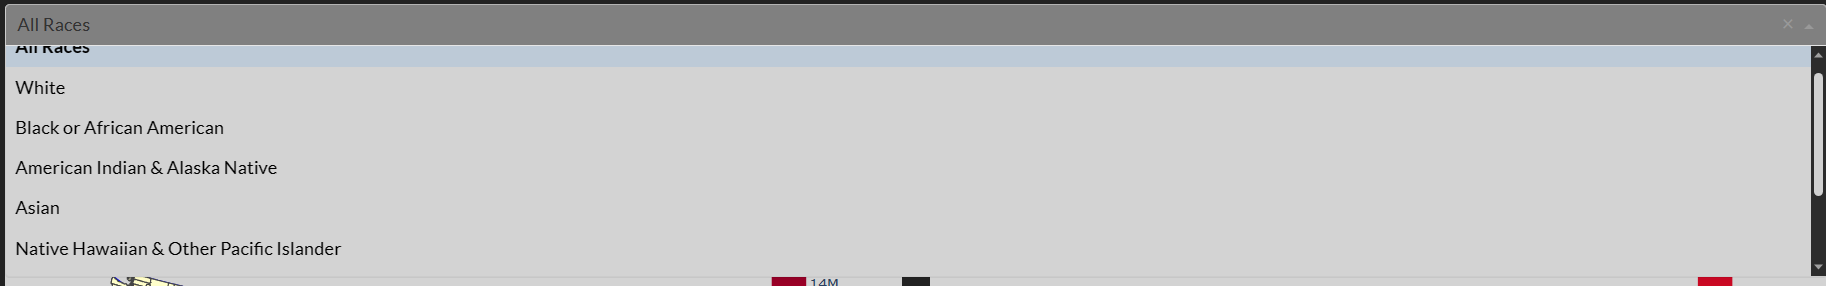 All Races
All Races
White
Black or African American
American Indian & Alaska Native
Asian
Native Hawaiian & Other Pacific Islander
14M